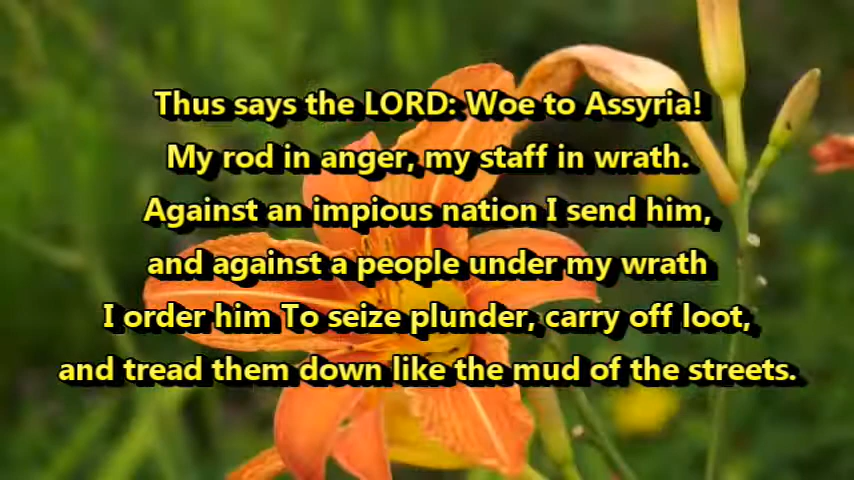 Thus says the LORD: Woe to Assyria!
My rod in anger, my staff in wrath.
Against an impious nation I send him,
and against a people under my wrath
I order him To seize plunder, carry off loot,
and tread them down like the mud of the streets.